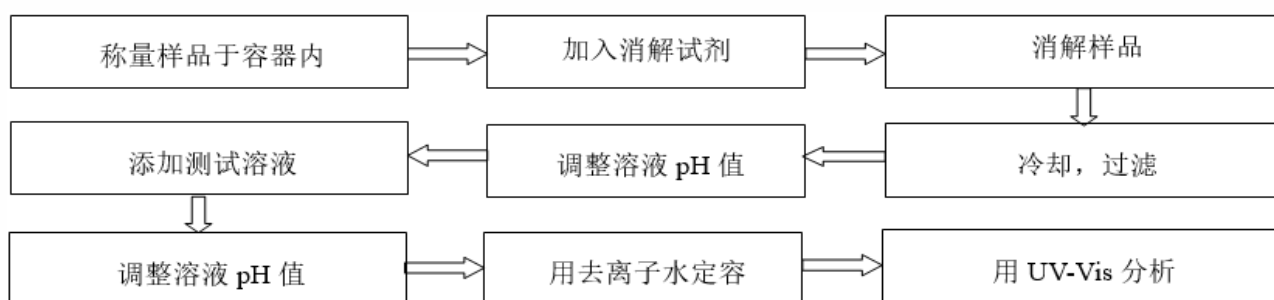 称量样品于容器内
加入消解试剂
消解样品
冷却，过滤
调整溶液 pH 值
添加测试溶液
调整溶液 pH 值
用去离子水定容
用 UV-Vis 分析